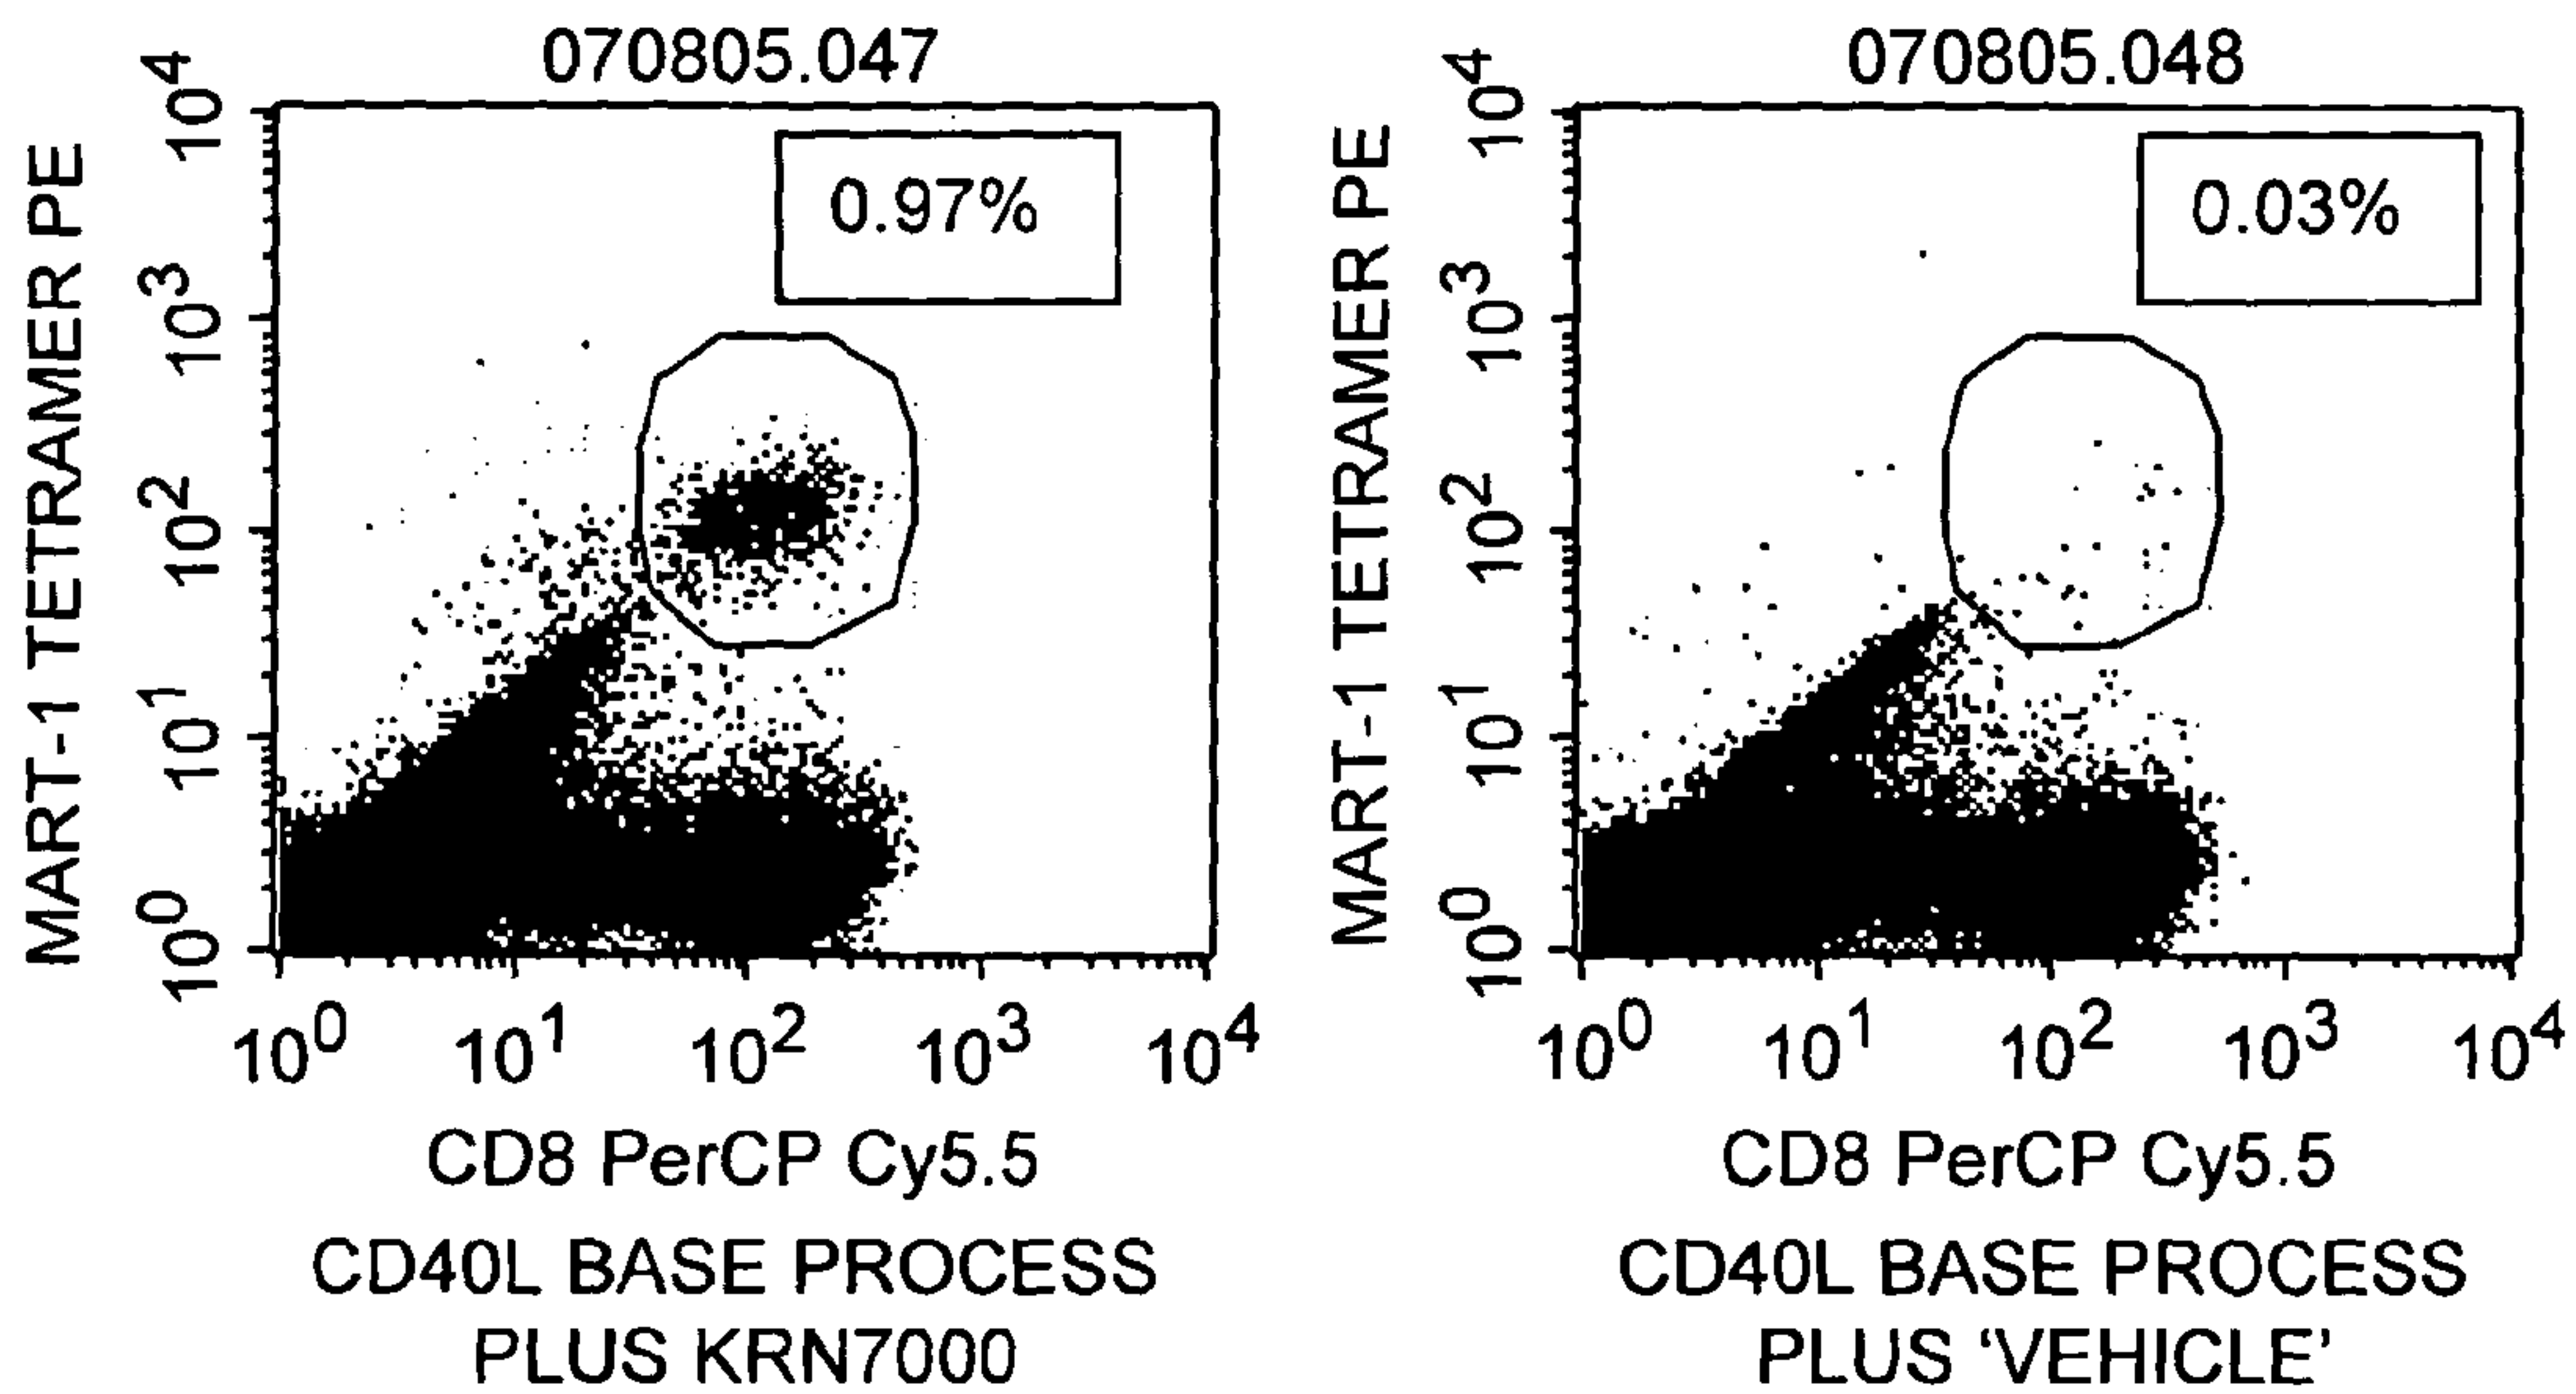 070805.047
0.97%
MART-1 TETRAMER PE
10^4
10^3
10^2
10^1
10^0
10^0 10^1 10^2 10^3 10^4
CD8 PerCP Cy5.5
CD40L BASE PROCESS
PLUS KRN7000
070805.048
0.03%
MART-1 TETRAMER PE
10^4
10^3
10^2
10^1
10^0
10^0 10^1 10^2 10^3 10^4
CD8 PerCP Cy5.5
CD40L BASE PROCESS
PLUS ‘VEHICLE’